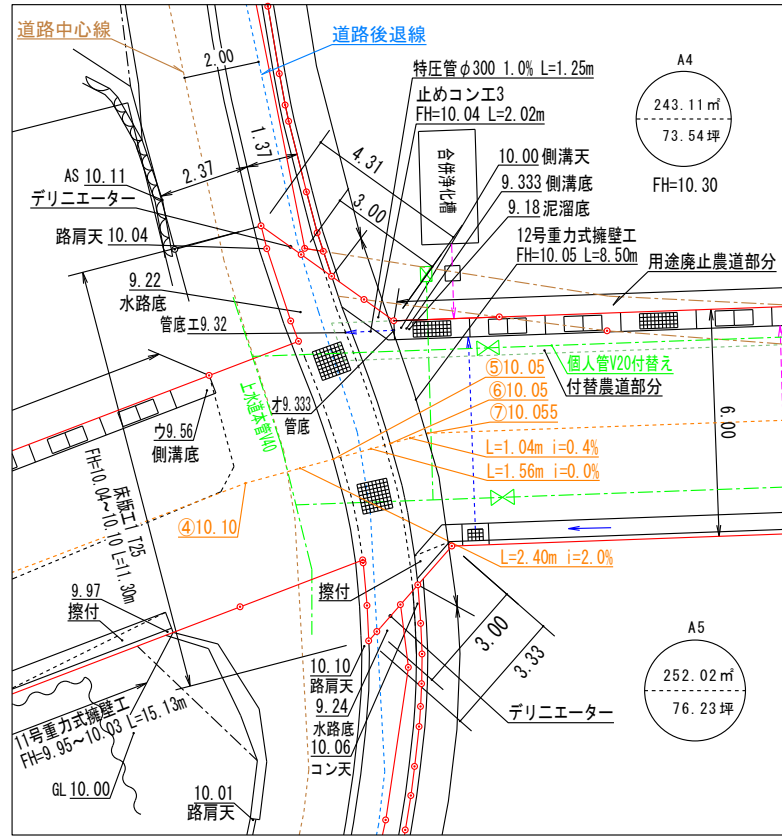 道路中心線
道路後退線
2.00
特圧管φ300 1.0% L=1.25m
止めコン工3
FH=10.04 L=2.02m
A4
243.11㎡
73.54坪
FH=10.30
1.37
4.31
2.37
AS 10.11
デリニエーター
合併浄化槽
10.00 側溝天
9.333 側溝底
9.18 泥溜底
3.00
路肩天 10.04
12号重力式擁壁工
FH=10.05 L=8.50m
用途廃止農道部分
9.22
水路底
管底エ9.32
⑤10.05
個人管V20付替え
⑥10.05
付替農道部分
上水道本管V40
オ9.333
管底
⑦10.055
6.00
ウ9.56
側溝底
L=1.04m i=0.4%
L=1.56m i=0.0%
床版工1 T25
FH=10.04~10.10 L=11.30m
④10.10
L=2.40m i=2.0%
9.97
擦付
擦付
3.00
3.33
A5
252.02㎡
76.23坪
10.10
路肩天
9.24
水路底
10.06
コン天
デリニエーター
11号重力式擁壁工
FH=9.95~10.03 L=15.13m
GL 10.00
10.01
路肩天